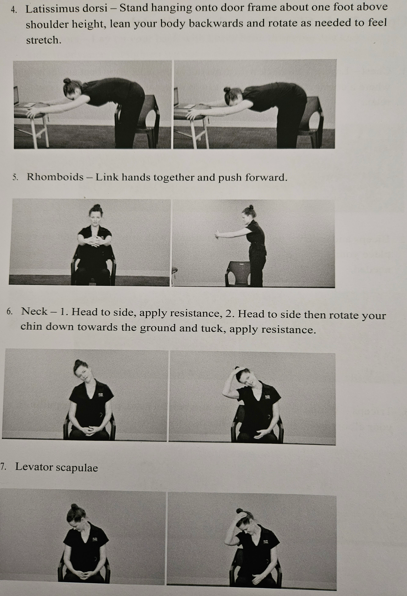 4. Latissimus dorsi – Stand hanging onto door frame about one foot above
shoulder height, lean your body backwards and rotate as needed to feel
stretch.
5. Rhomboids – Link hands together and push forward.
6. Neck – 1. Head to side, apply resistance, 2. Head to side then rotate your
chin down towards the ground and tuck, apply resistance.
7. Levator scapulae